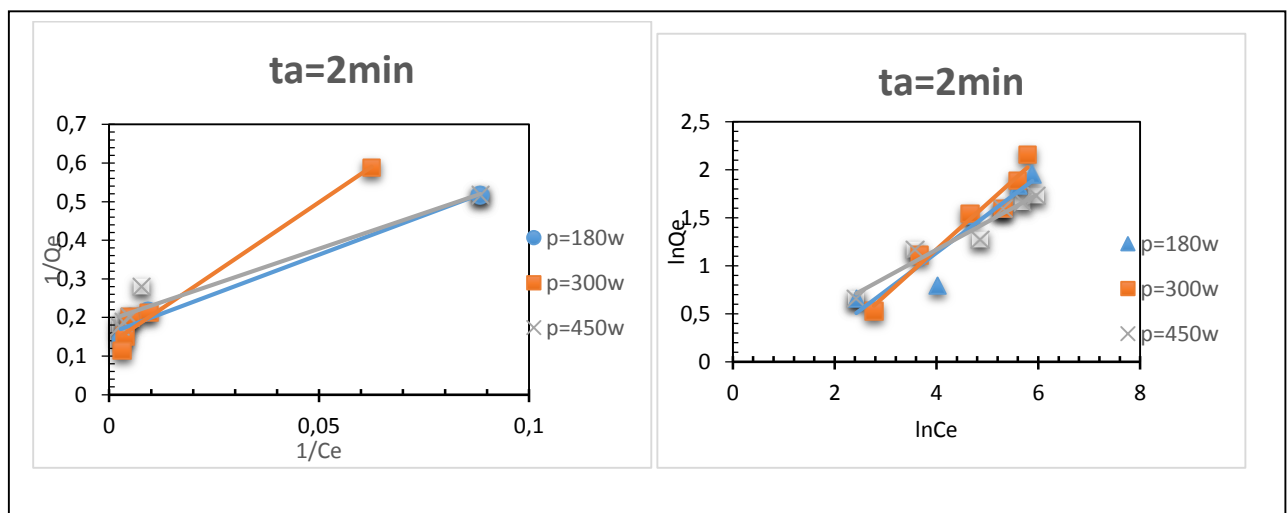 ta=2min
0,7
0,6
0,5
0,4
0,3
0,2
0,1
0
1/Qe
0 0,05 0,1
1/Ce
p=180w
p=300w
p=450w
ta=2min
2,5
2
1,5
1
0,5
0
lnQe
0 2 4 6 8
lnCe
p=180w
p=300w
p=450w